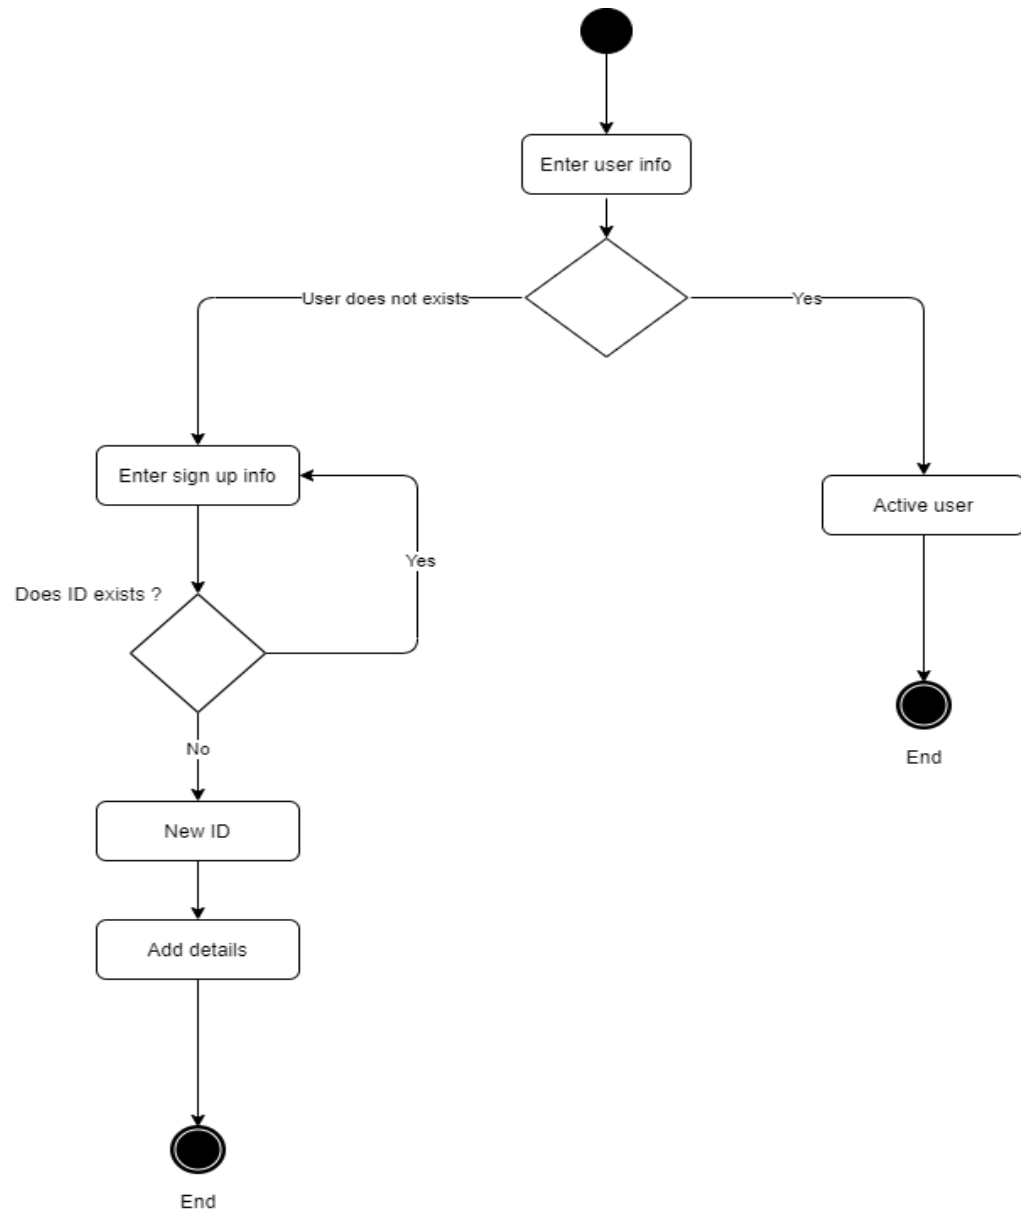 Enter user info
User does not exists
Yes
Enter sign up info
Active user
Yes
Does ID exists ?
No
End
New ID
Add details
End